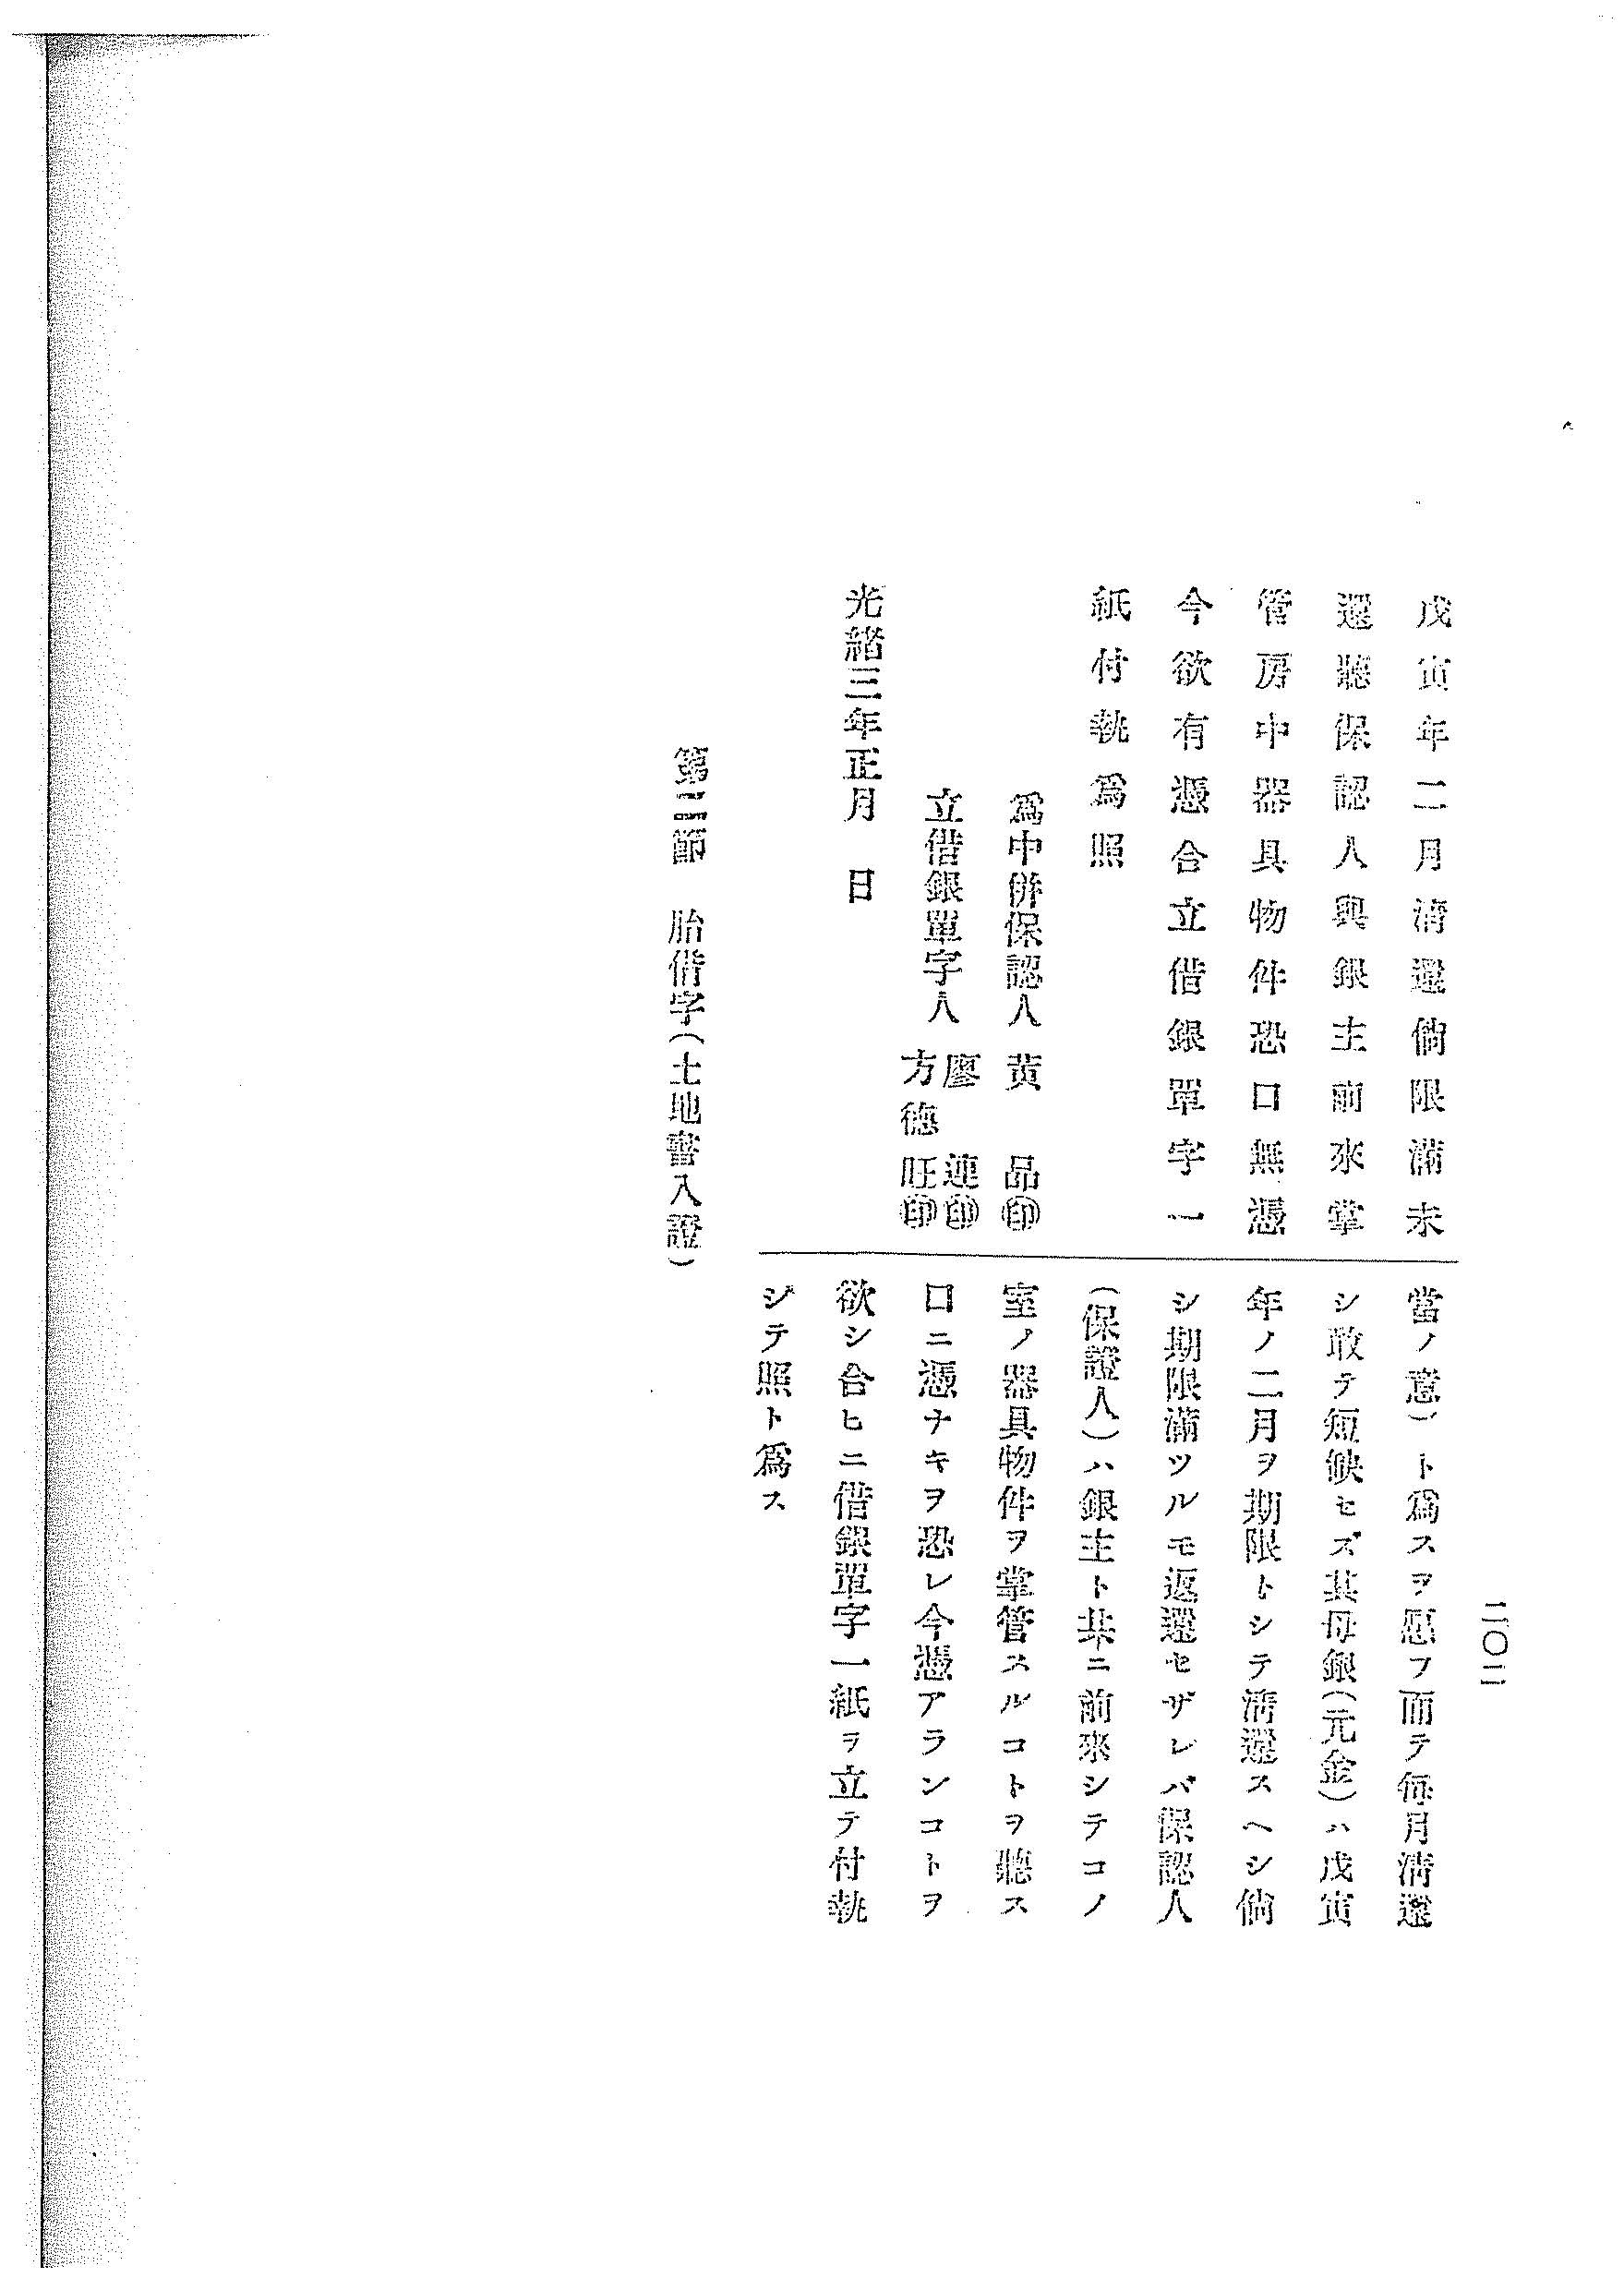 二〇二
戊寅年二月清還倘限滿未
還聽保認人與銀主前來掌
管房中器具物件恐口無憑
今欲有憑合立借銀單字一
紙付執爲照
爲中併保認人 黃 品㊞
立借銀單字人 廖 連㊞
方德旺㊞
光緖三年正月 日
當ノ意)ト爲スヲ愿フ而テ每月淸還
シ敢テ短缺セズ其母銀(元金)ハ戊寅
年ノ二月ヲ期限トシテ淸還スヘシ倘
シ期限滿ツルモ返還セザレバ保認人
(保證人)ハ銀主ト共ニ前來シテコノ
室ノ器具物件ヲ掌管スルコトヲ聽ス
口ニ憑ナキヲ恐レ今憑アランコトヲ
欲シ合ヒニ借銀單字一紙ヲ立テ付執
ジテ照ト爲ス
第二節 胎借字(土地書入證)